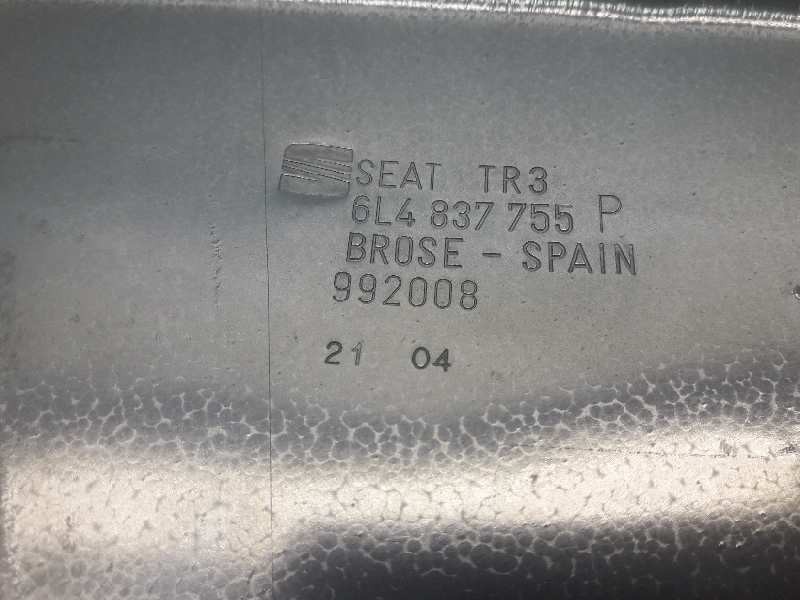 SEAT TR3
6L4 837 755 P
BROSE - SPAIN
992008
21 04